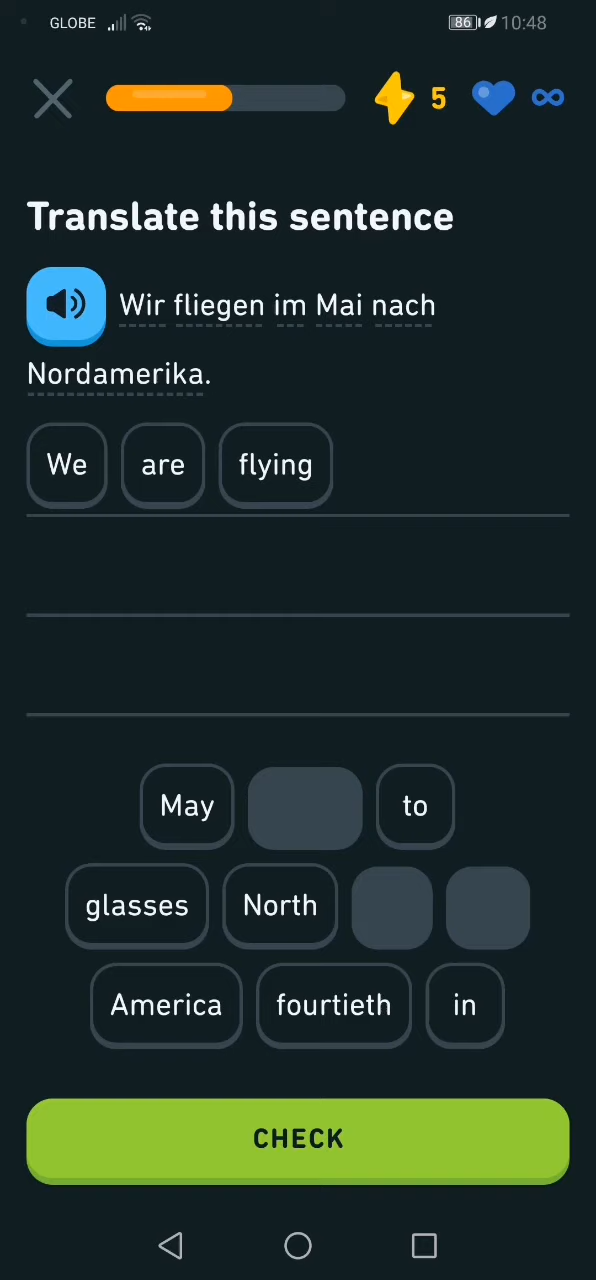 GLOBE 86 10:48
5
Translate this sentence
Wir fliegen im Mai nach
Nordamerika.
We are flying
May to
glasses North
America fourtieth in
CHECK